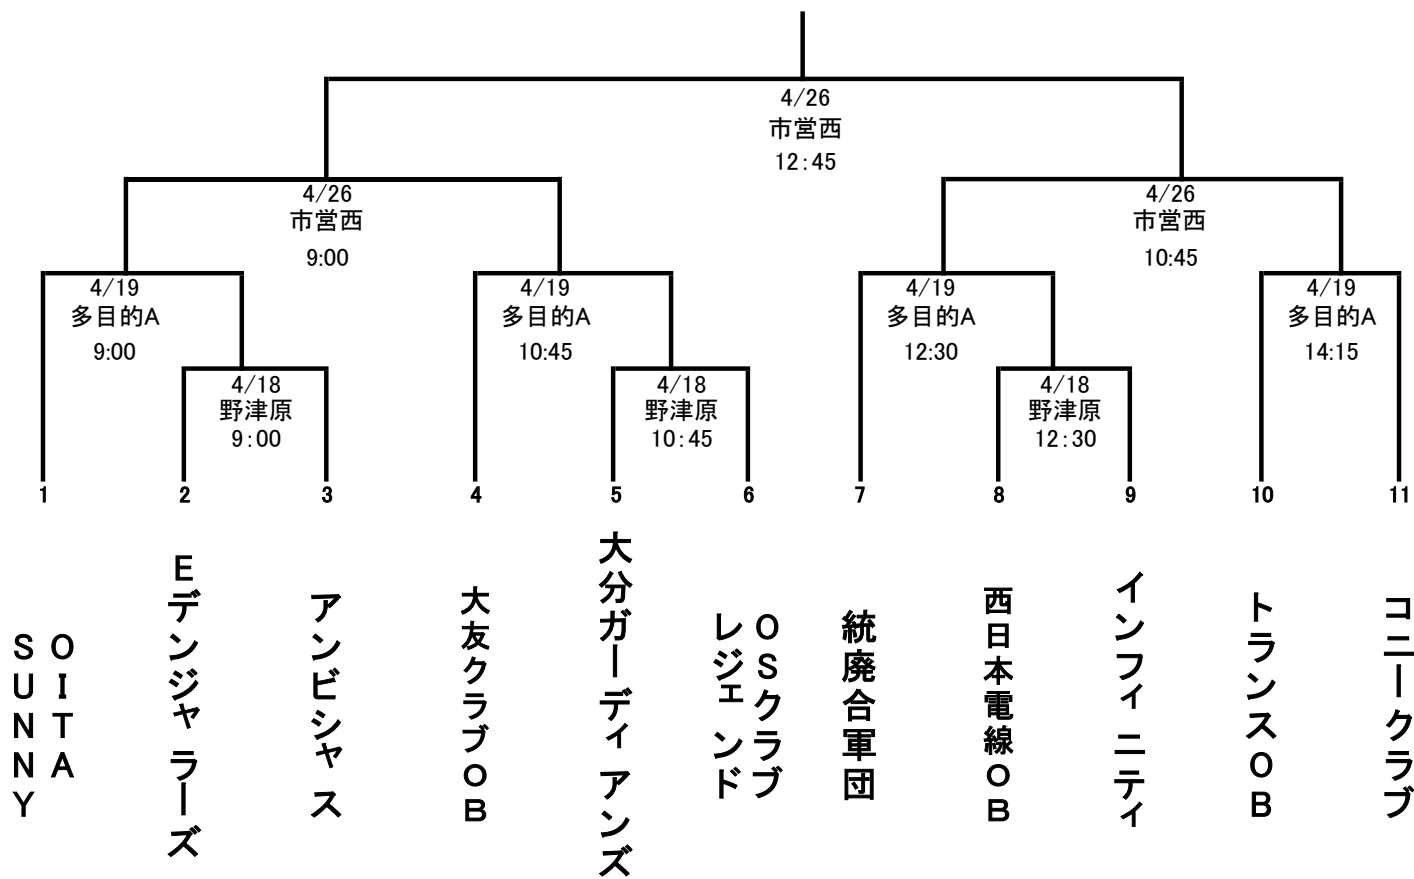 4/26
市営西
12:45
4/26
市営西
9:00
4/26
市営西
10:45
4/19
多目的A
9:00
4/19
多目的A
10:45
4/19
多目的A
12:30
4/19
多目的A
14:15
4/18
野津原
9:00
4/18
野津原
10:45
4/18
野津原
12:30
1
2
3
4
5
6
7
8
9
10
11
OITA
SUNNY
Eデンジャラーズ
アンビシャス
大友クラブOB
大分ガーディアンズ
OSクラブ
レジェンド
統廃合軍団
西日本電線OB
インフィニティ
トランスOB
コニークラブ